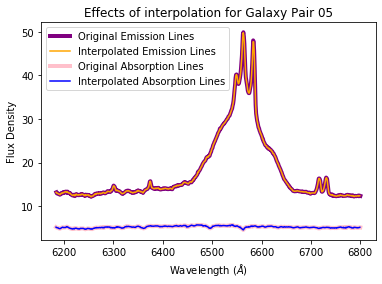 Effects of interpolation for Galaxy Pair 05
Original Emission Lines
Interpolated Emission Lines
Original Absorption Lines
Interpolated Absorption Lines
50
40
30
20
10
Flux Density
6200 6300 6400 6500 6600 6700 6800
Wavelength (Å)